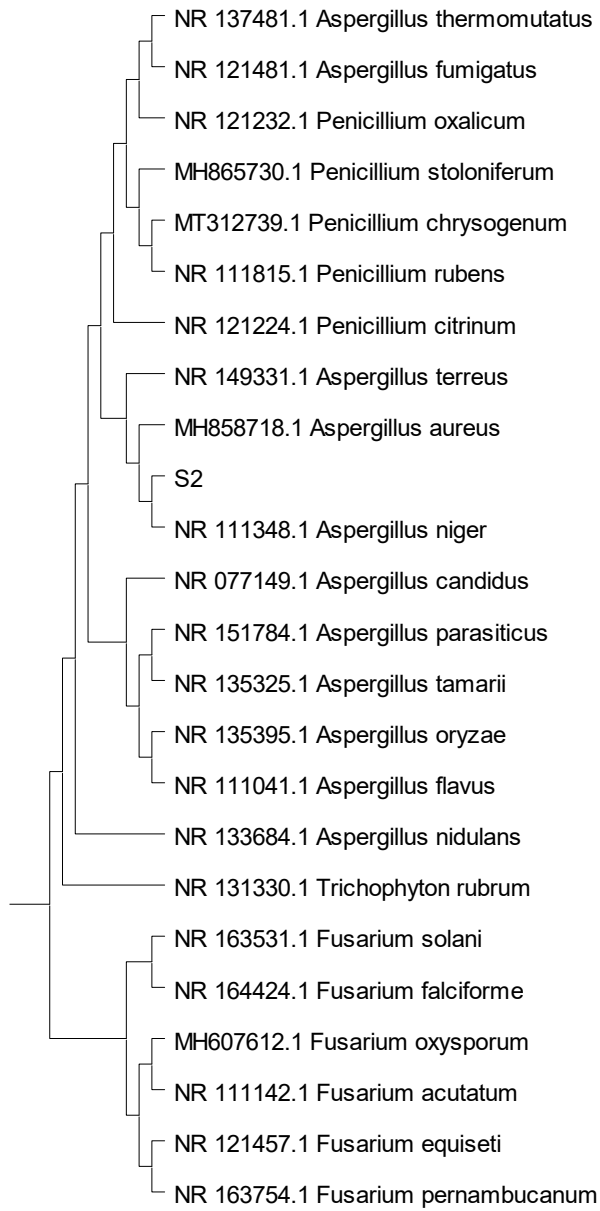 NR 137481.1 Aspergillus thermomutatus
NR 121481.1 Aspergillus fumigatus
NR 121232.1 Penicillium oxalicum
MH865730.1 Penicillium stoloniferum
MT312739.1 Penicillium chrysogenum
NR 111815.1 Penicillium rubens
NR 121224.1 Penicillium citrinum
NR 149331.1 Aspergillus terreus
MH858718.1 Aspergillus aureus
S2
NR 111348.1 Aspergillus niger
NR 077149.1 Aspergillus candidus
NR 151784.1 Aspergillus parasiticus
NR 135325.1 Aspergillus tamarii
NR 135395.1 Aspergillus oryzae
NR 111041.1 Aspergillus flavus
NR 133684.1 Aspergillus nidulans
NR 131330.1 Trichophyton rubrum
NR 163531.1 Fusarium solani
NR 164424.1 Fusarium falciforme
MH607612.1 Fusarium oxysporum
NR 111142.1 Fusarium acutatum
NR 121457.1 Fusarium equiseti
NR 163754.1 Fusarium pernambucanum